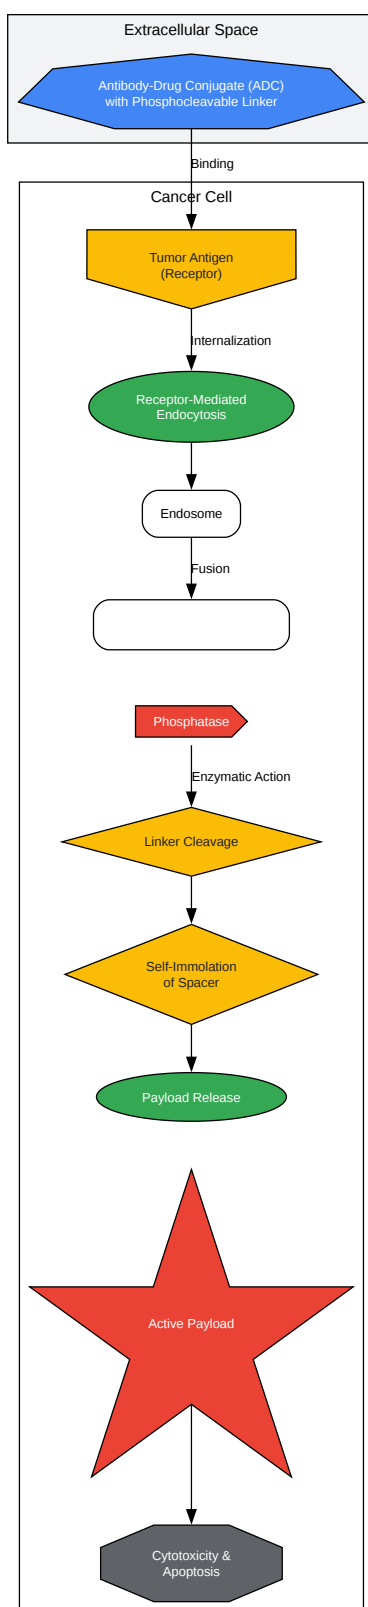 Extracellular Space
Antibody-Drug Conjugate (ADC)
with Phosphocleavable Linker
Binding
Cancer Cell
Tumor Antigen
(Receptor)
Internalization
Receptor-Mediated
Endocytosis
Endosome
Fusion
Phosphatase
Enzymatic Action
Linker Cleavage
Self-Immolation
of Spacer
Payload Release
Active Payload
Cytotoxicity &
Apoptosis